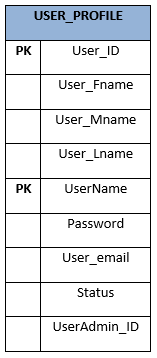 USER_PROFILE
PK User_ID
User_Fname
User_Mname
User_Lname
PK UserName
Password
User_email
Status
UserAdmin_ID